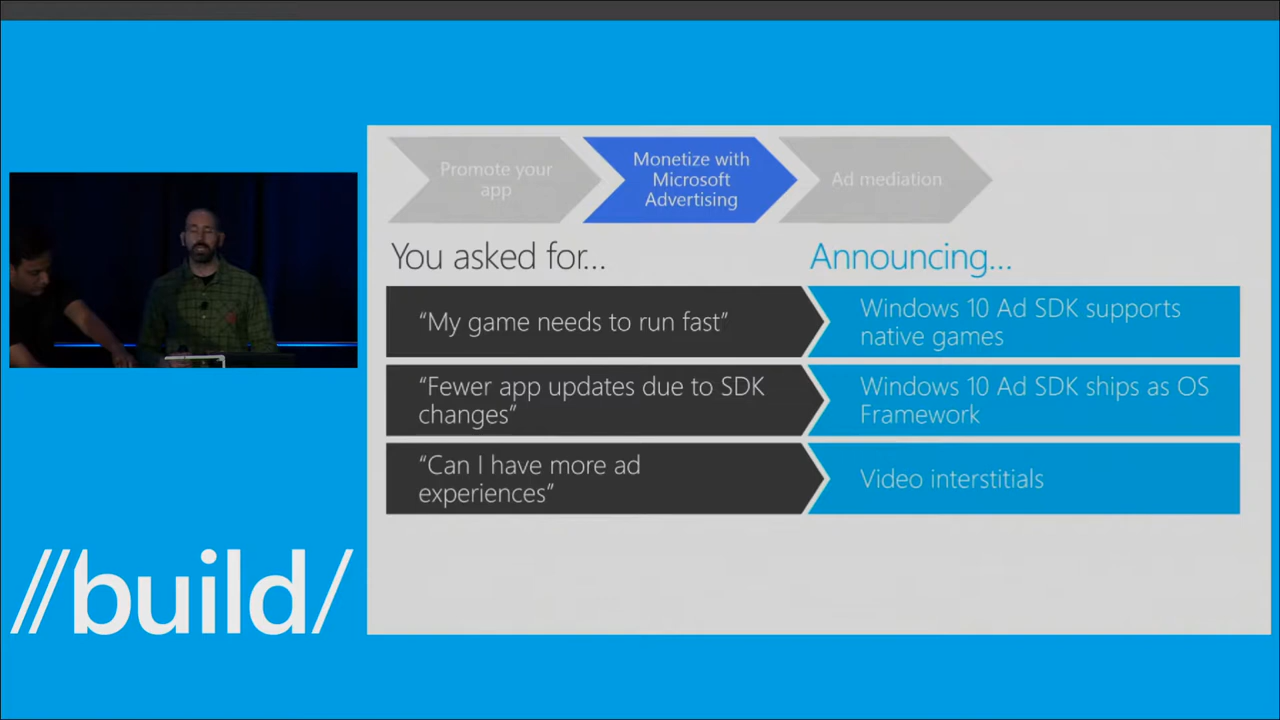 Promote your
app
Monetize with
Microsoft
Advertising
Ad mediation
You asked for...
Announcing...
“My game needs to run fast”
Windows 10 Ad SDK supports
native games
“Fewer app updates due to SDK
changes”
Windows 10 Ad SDK ships as OS
Framework
“Can I have more ad
experiences”
Video interstitials
//build/